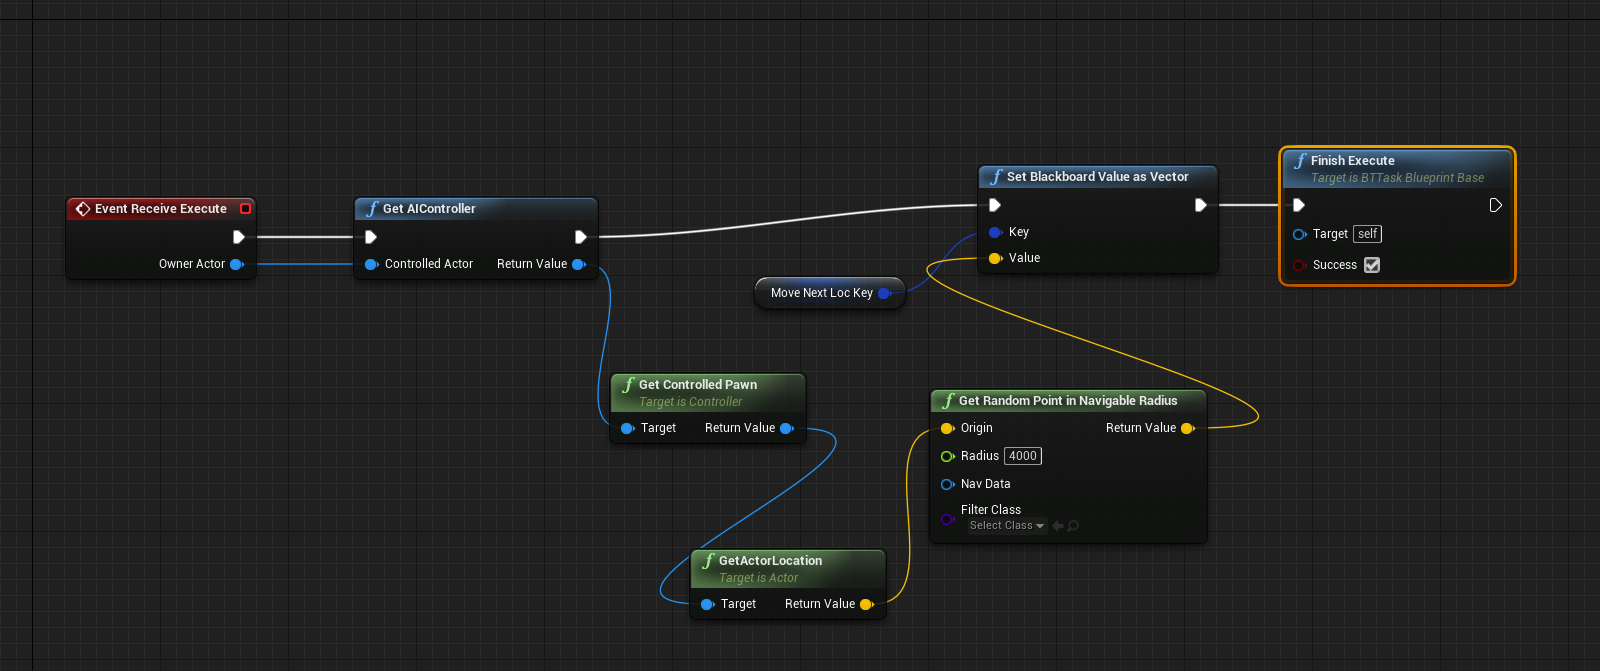 Event Receive Execute
Owner Actor
Get AIController
Controlled Actor
Return Value
Move Next Loc Key
Set Blackboard Value as Vector
Key
Value
Finish Execute
Target is BTTask Blueprint Base
Target self
Success
Get Controlled Pawn
Target is Controller
Target
Return Value
GetActorLocation
Target is Actor
Target
Return Value
Get Random Point in Navigable Radius
Origin
Return Value
Radius 4000
Nav Data
Filter Class
Select Class